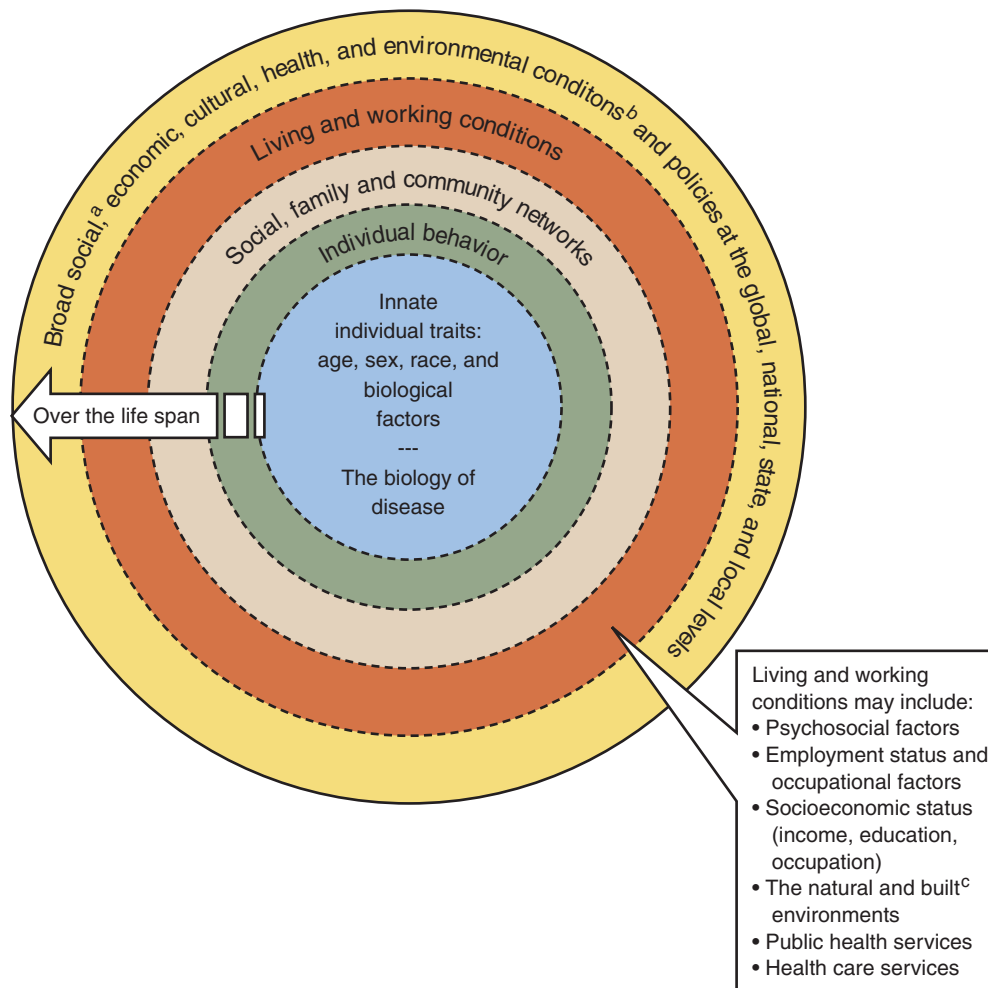 Broad social,a economic, cultural, health, and environmental conditonsb and policies at the global, national, state, and local levels
Living and working conditions
Social, family and community networks
Individual behavior
Innate
individual traits:
age, sex, race, and
biological
factors
---
The biology of
disease
Over the life span
Living and working
conditions may include:
• Psychosocial factors
• Employment status and
occupational factors
• Socioeconomic status
(income, education,
occupation)
• The natural and builtc
environments
• Public health services
• Health care services